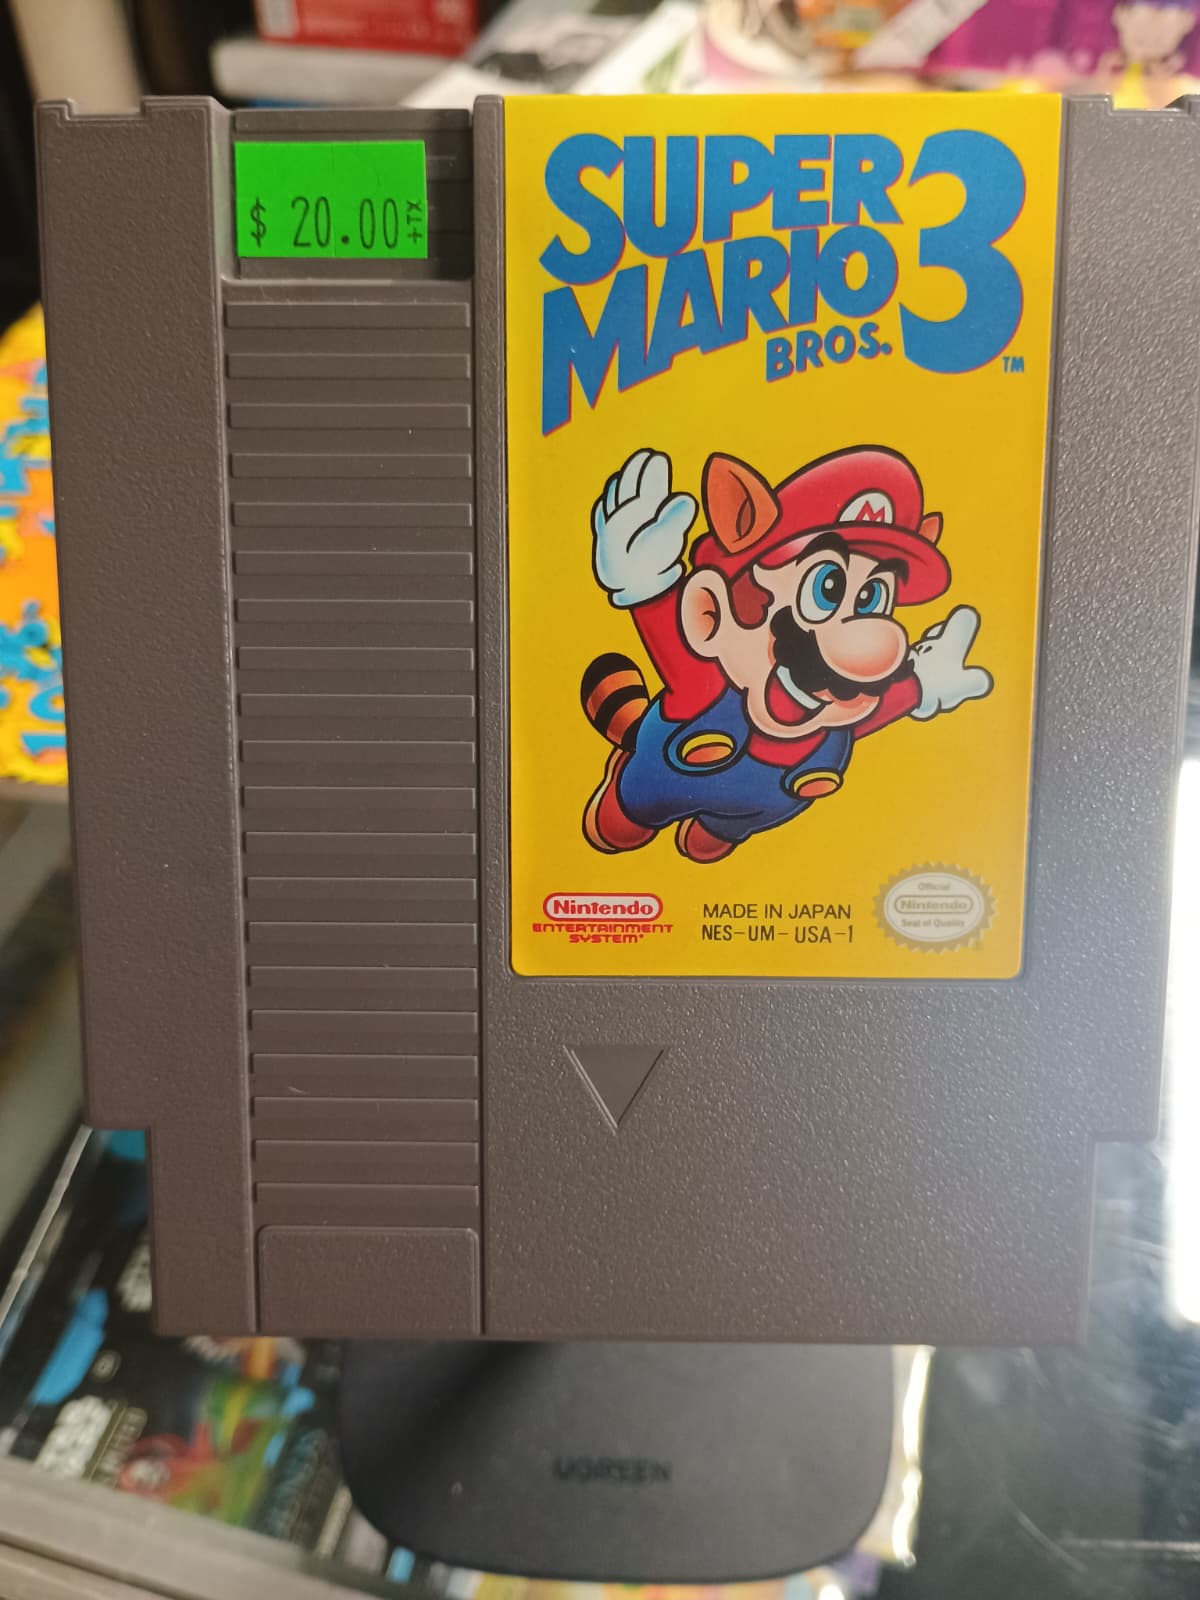 $ 20.00 +TX
SUPER
MARIO
BROS. 3 TM
M
Nintendo
ENTERTAINMENT
SYSTEM
MADE IN JAPAN
NES-UM-USA-1
Official
Nintendo
Seal of Quality
UGREEN